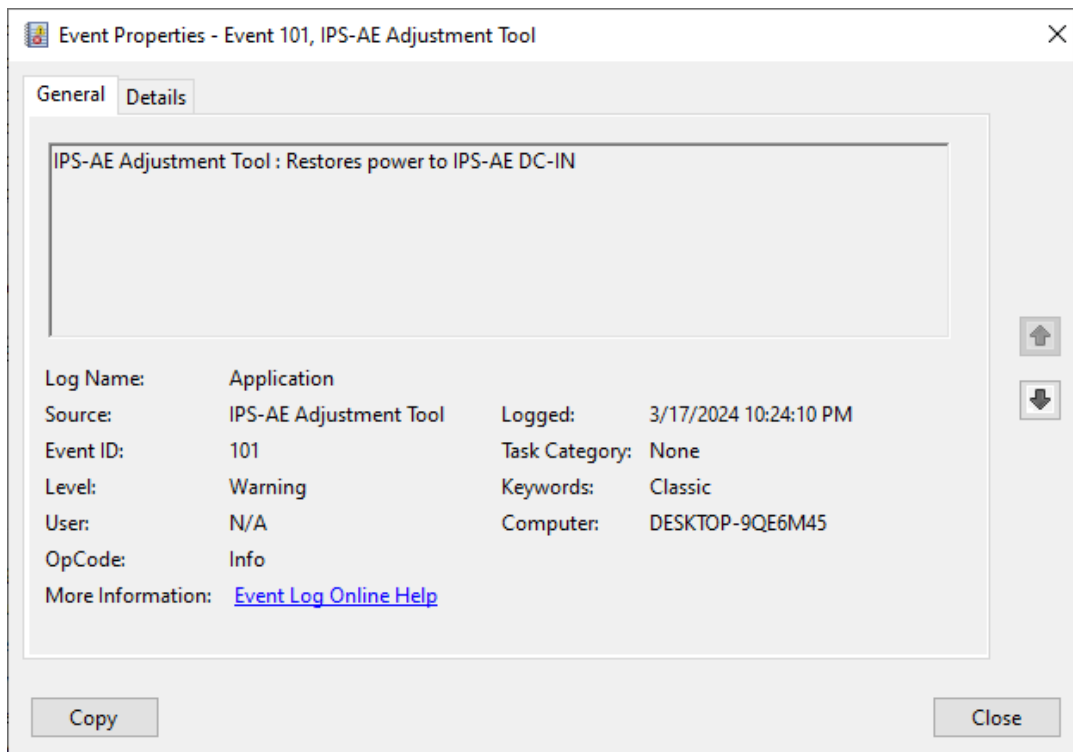 Event Properties - Event 101, IPS-AE Adjustment Tool
General Details
IPS-AE Adjustment Tool : Restores power to IPS-AE DC-IN
Log Name: Application
Source: IPS-AE Adjustment Tool Logged: 3/17/2024 10:24:10 PM
Event ID: 101 Task Category: None
Level: Warning Keywords: Classic
User: N/A Computer: DESKTOP-9QE6M45
OpCode: Info
More Information: Event Log Online Help
Copy Close